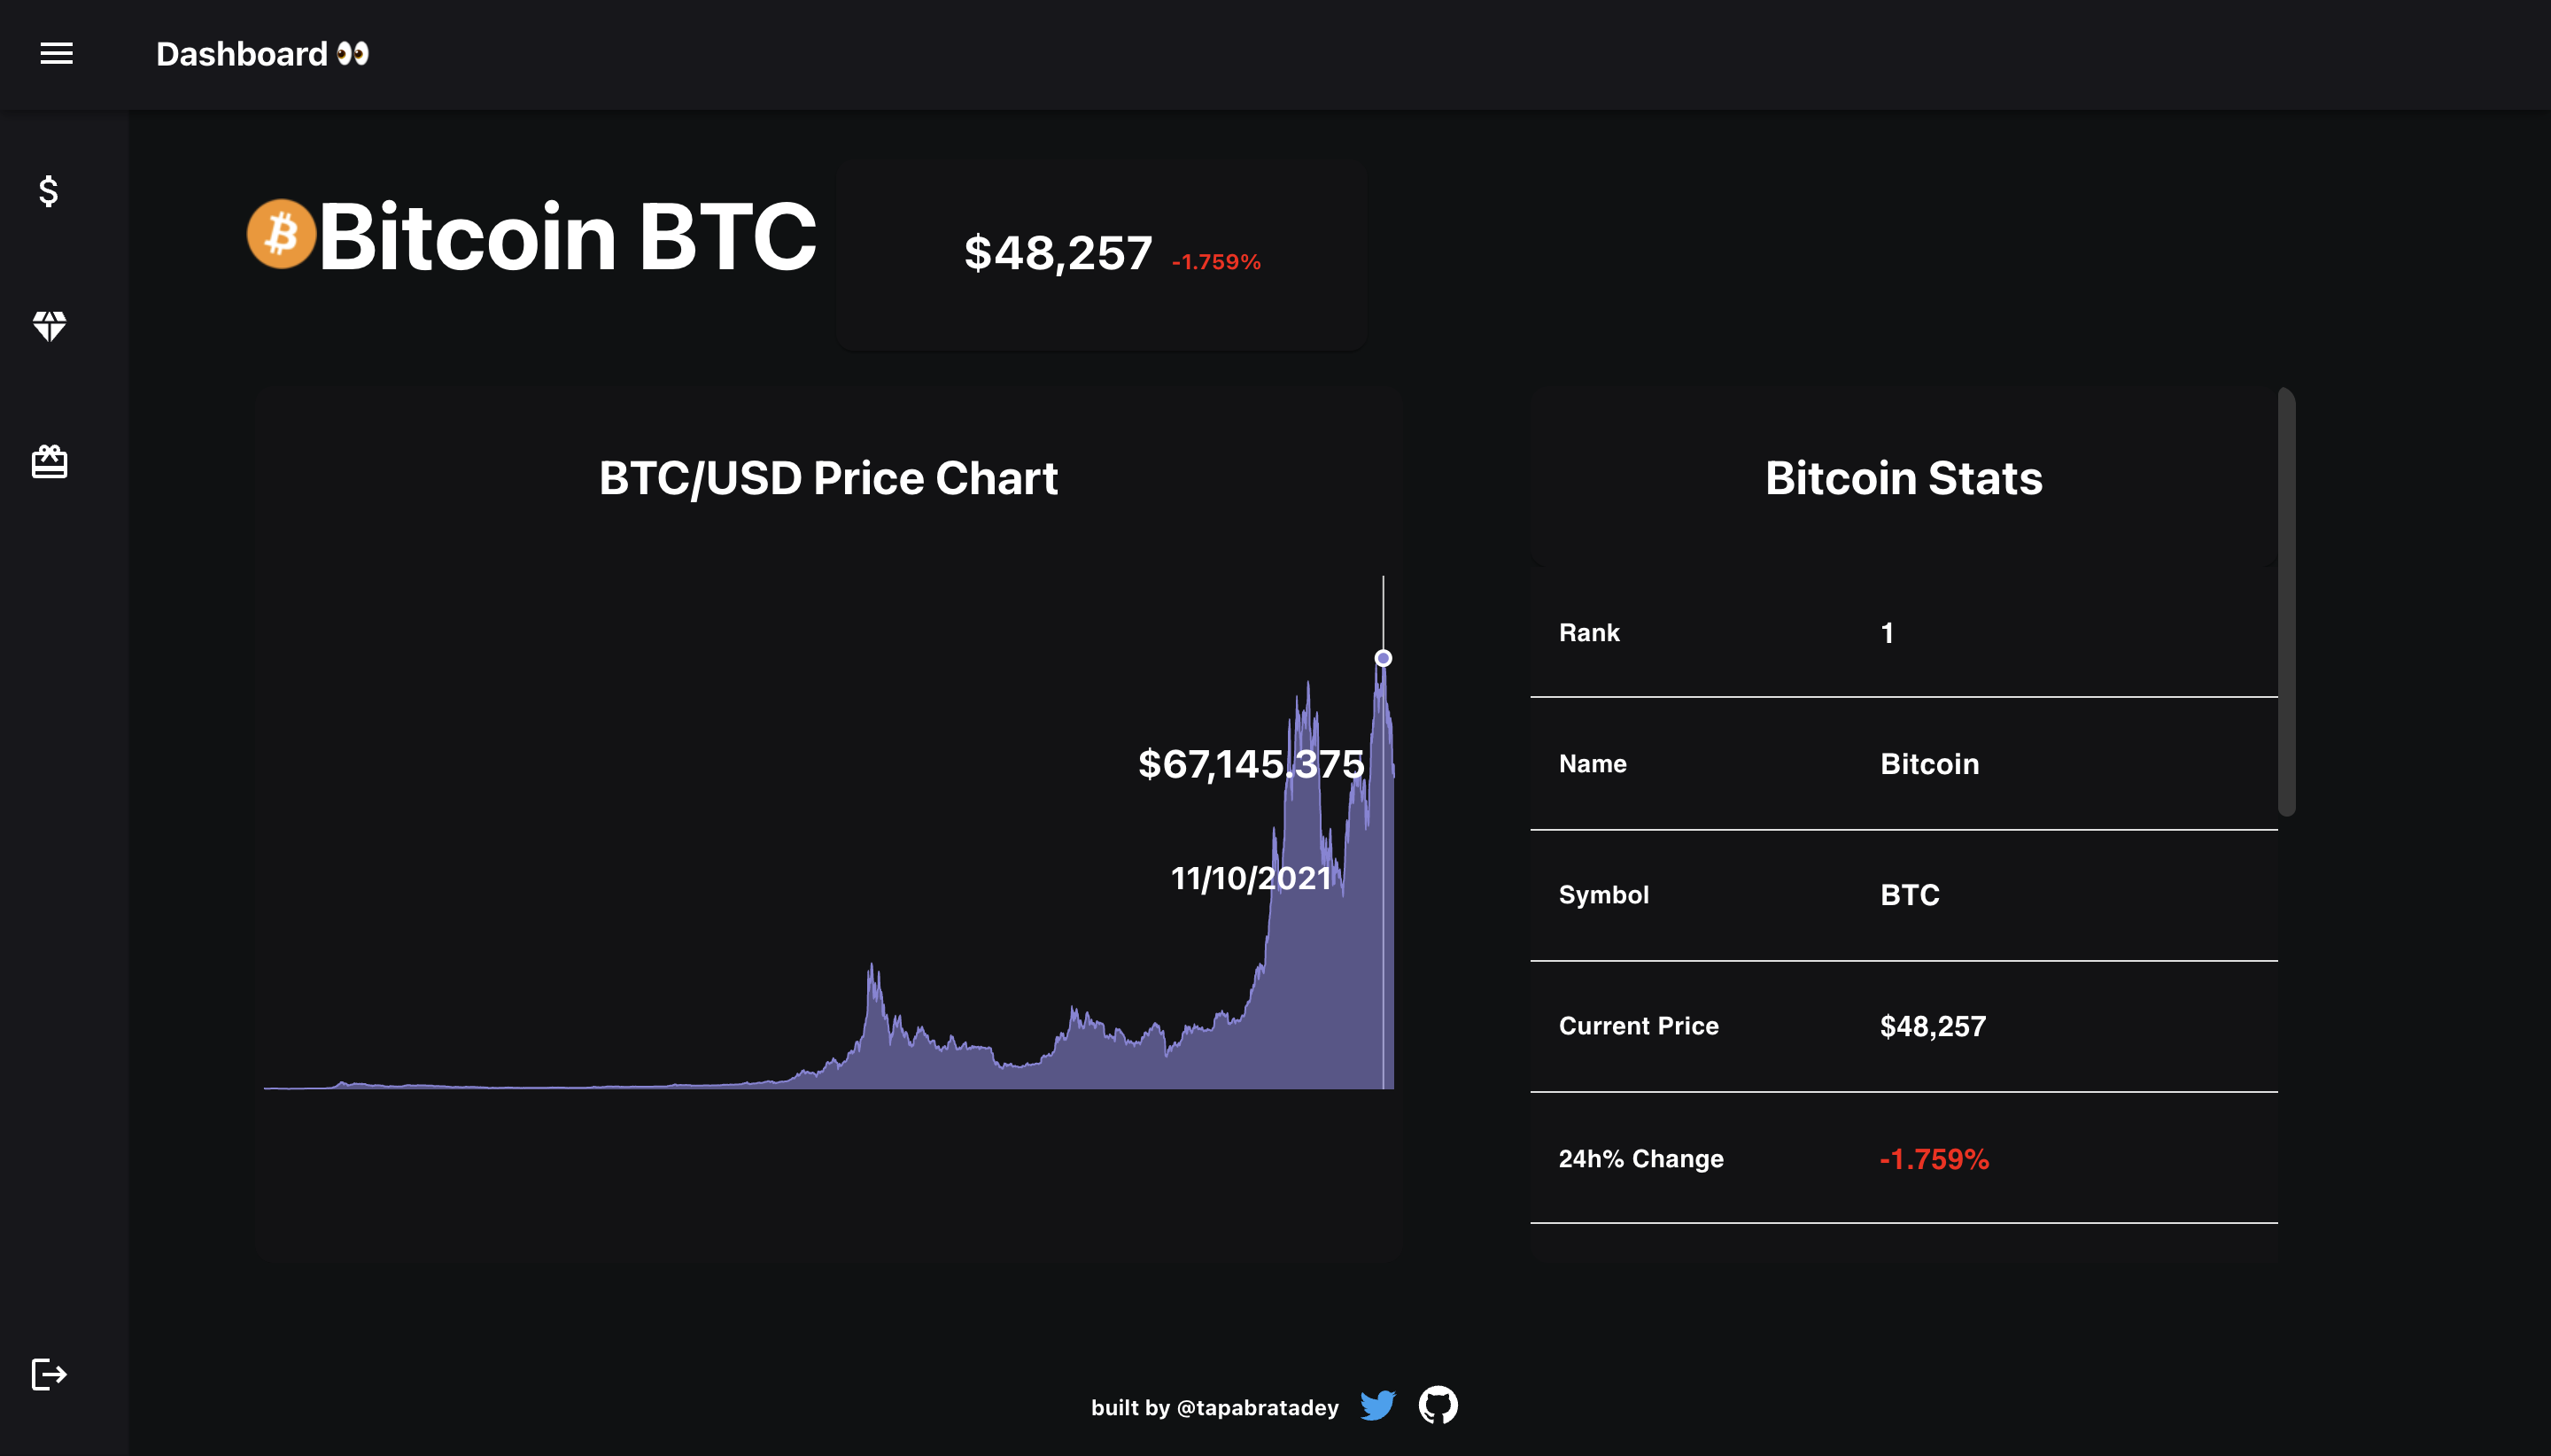 Dashboard 👀
Bitcoin BTC
$48,257 -1.759%
BTC/USD Price Chart
$67,145.375
11/10/2021
Bitcoin Stats
Rank 1
Name Bitcoin
Symbol BTC
Current Price $48,257
24h% Change -1.759%
built by @tapabratadey